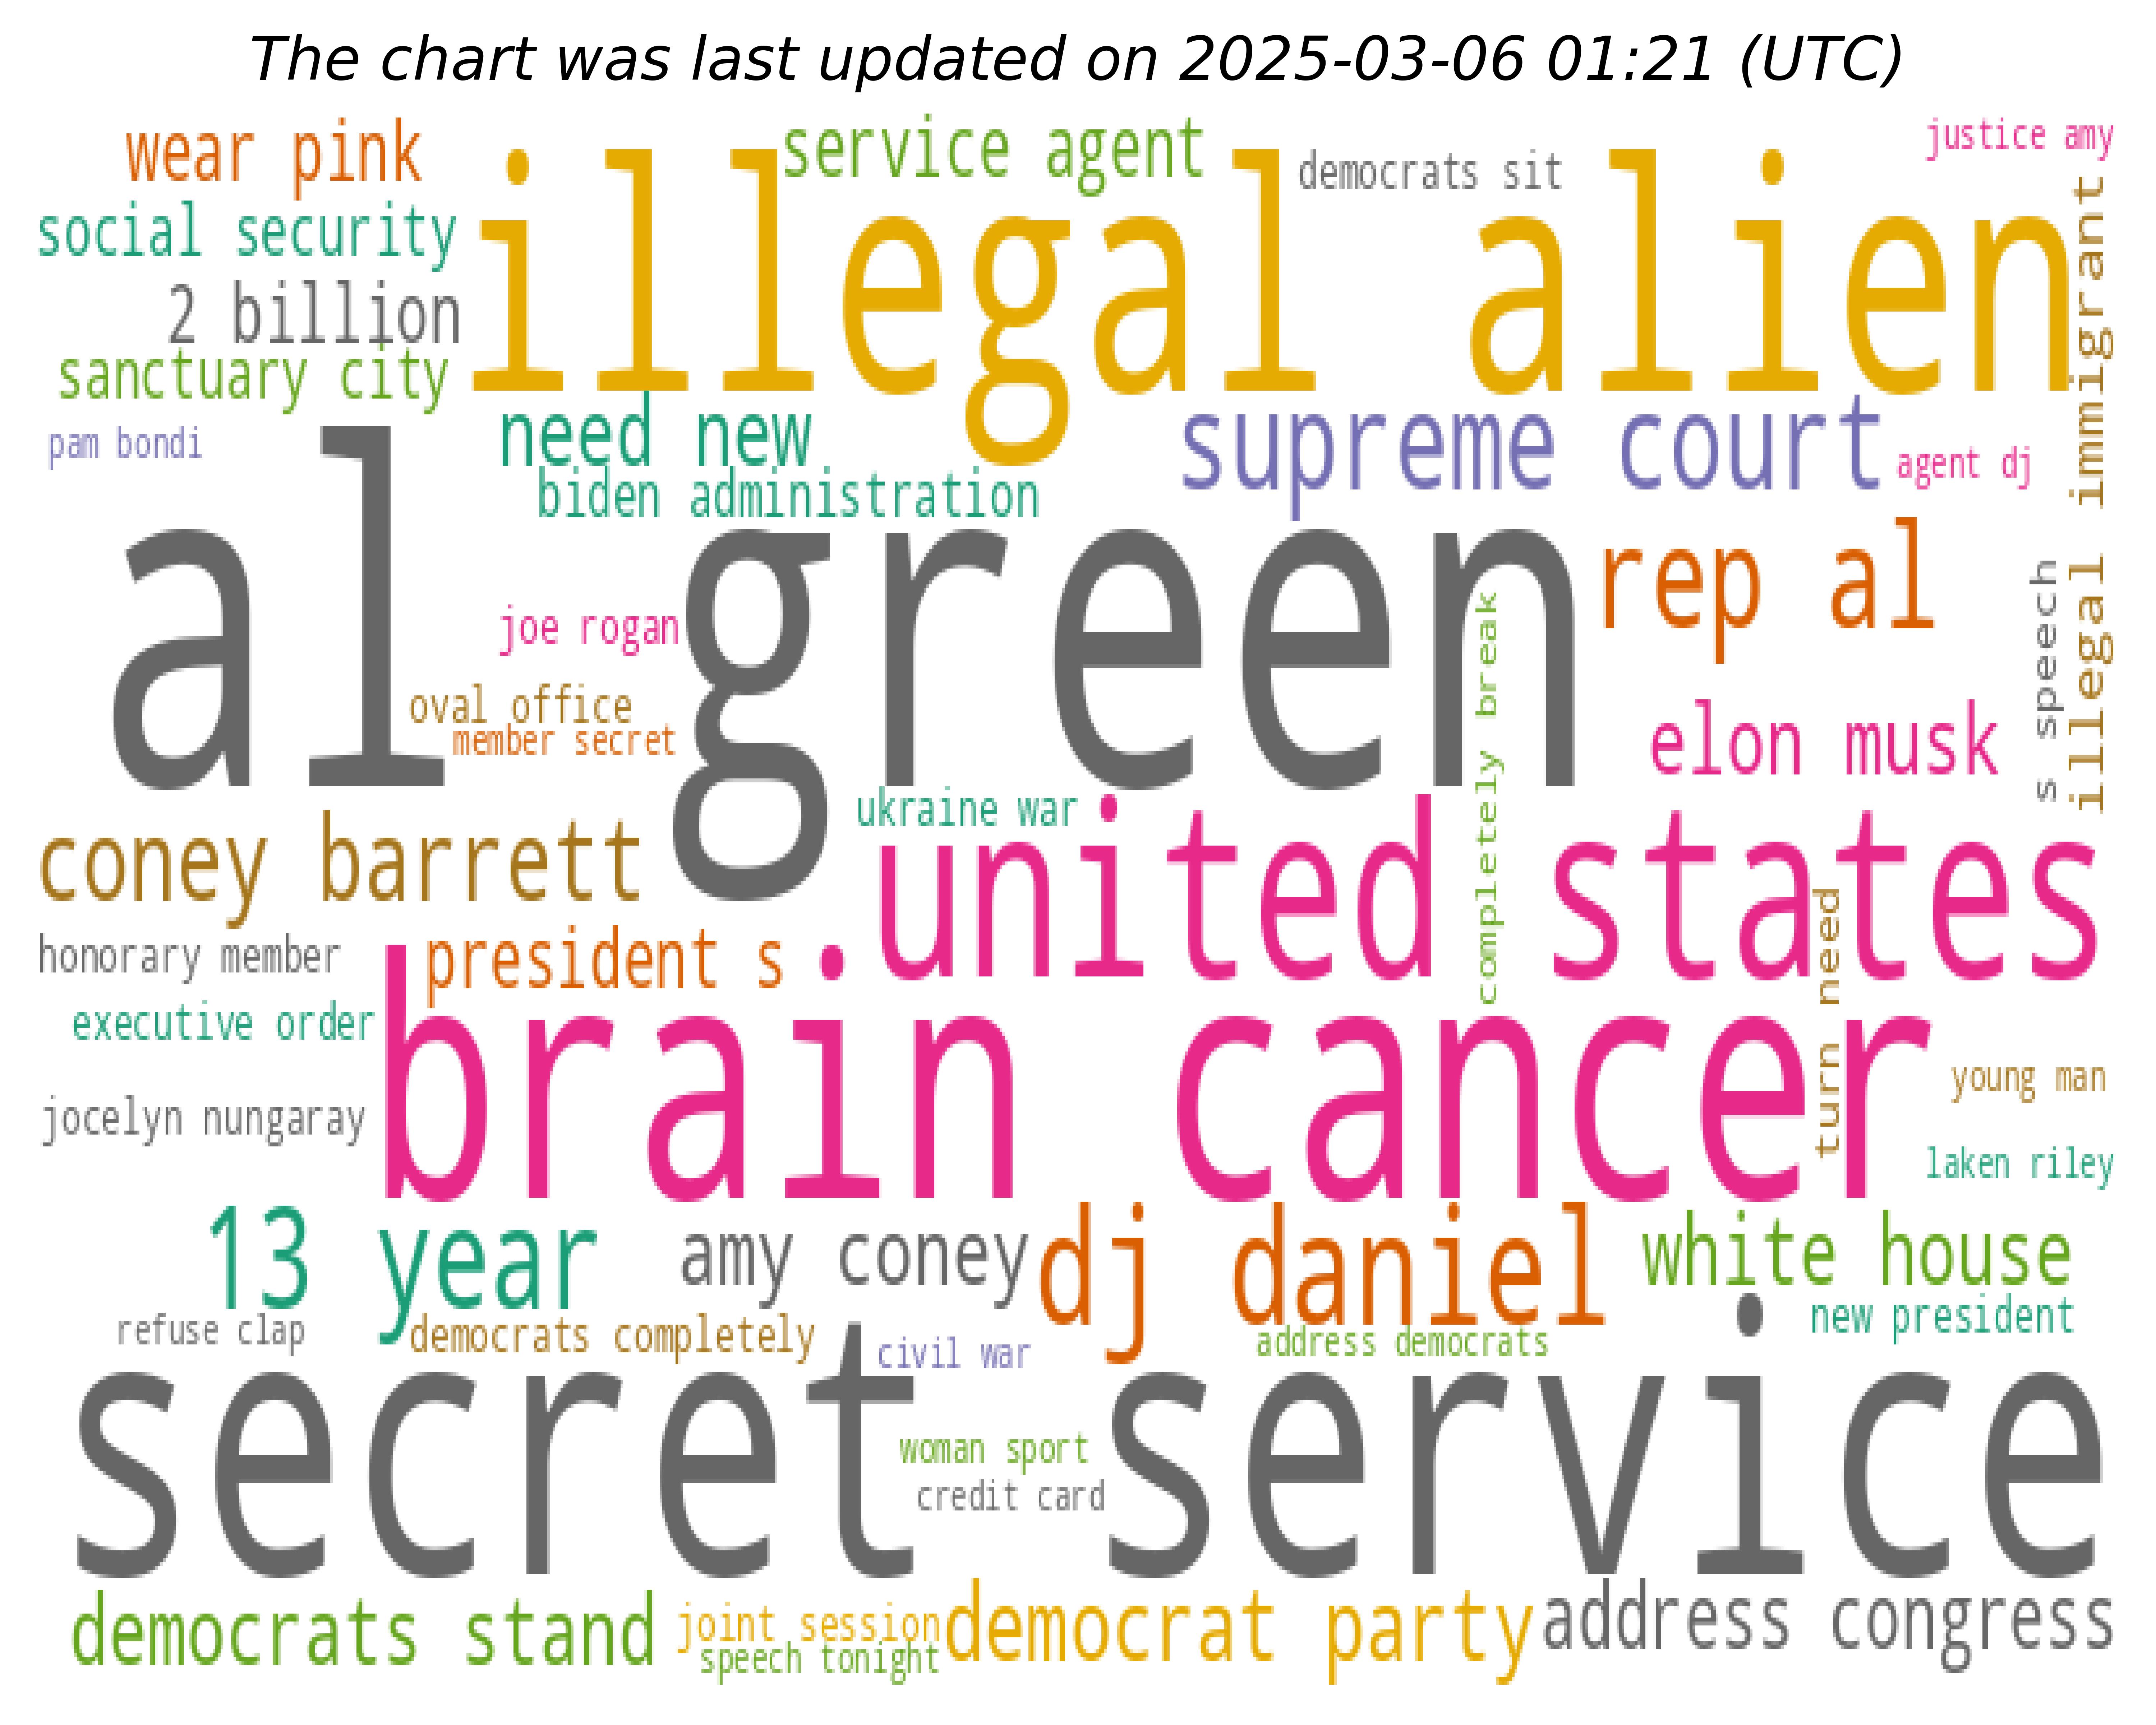 The chart was last updated on 2025-03-06 01:21 (UTC)
wear pink
service agent
democrats sit
justice amy
social security
illegal alien
2 billion
sanctuary city
illegal immigrant
pam bondi
need new
supreme court
agent dj
biden administration
al green
rep al
joe rogan
completely break
s speech
oval office
member secret
elon musk
ukraine war
coney barrett
united states
honorary member
president s
turn need
executive order
brain cancer
young man
jocelyn nungaray
laken riley
13 year
amy coney
dj daniel
white house
refuse clap
democrats completely
civil war
address democrats
new president
secret service
woman sport
credit card
democrats stand
joint session
democrat party
address congress
speech tonight